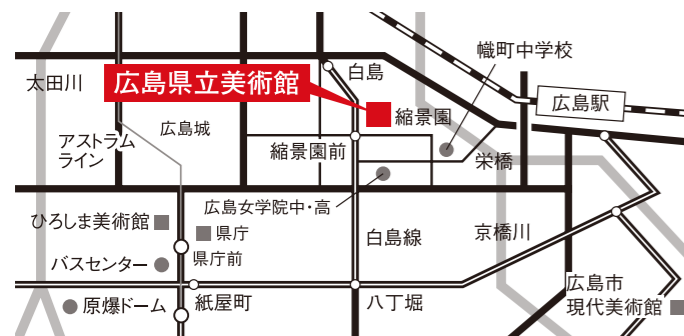 幟町中学校
白島
太田川
広島県立美術館
広島駅
縮景園
広島城
アストラム
ライン
縮景園前
栄橋
広島女学院中・高
ひろしま美術館
県庁
白島線
京橋川
県庁前
バスセンター
広島市
現代美術館
原爆ドーム
紙屋町
八丁堀